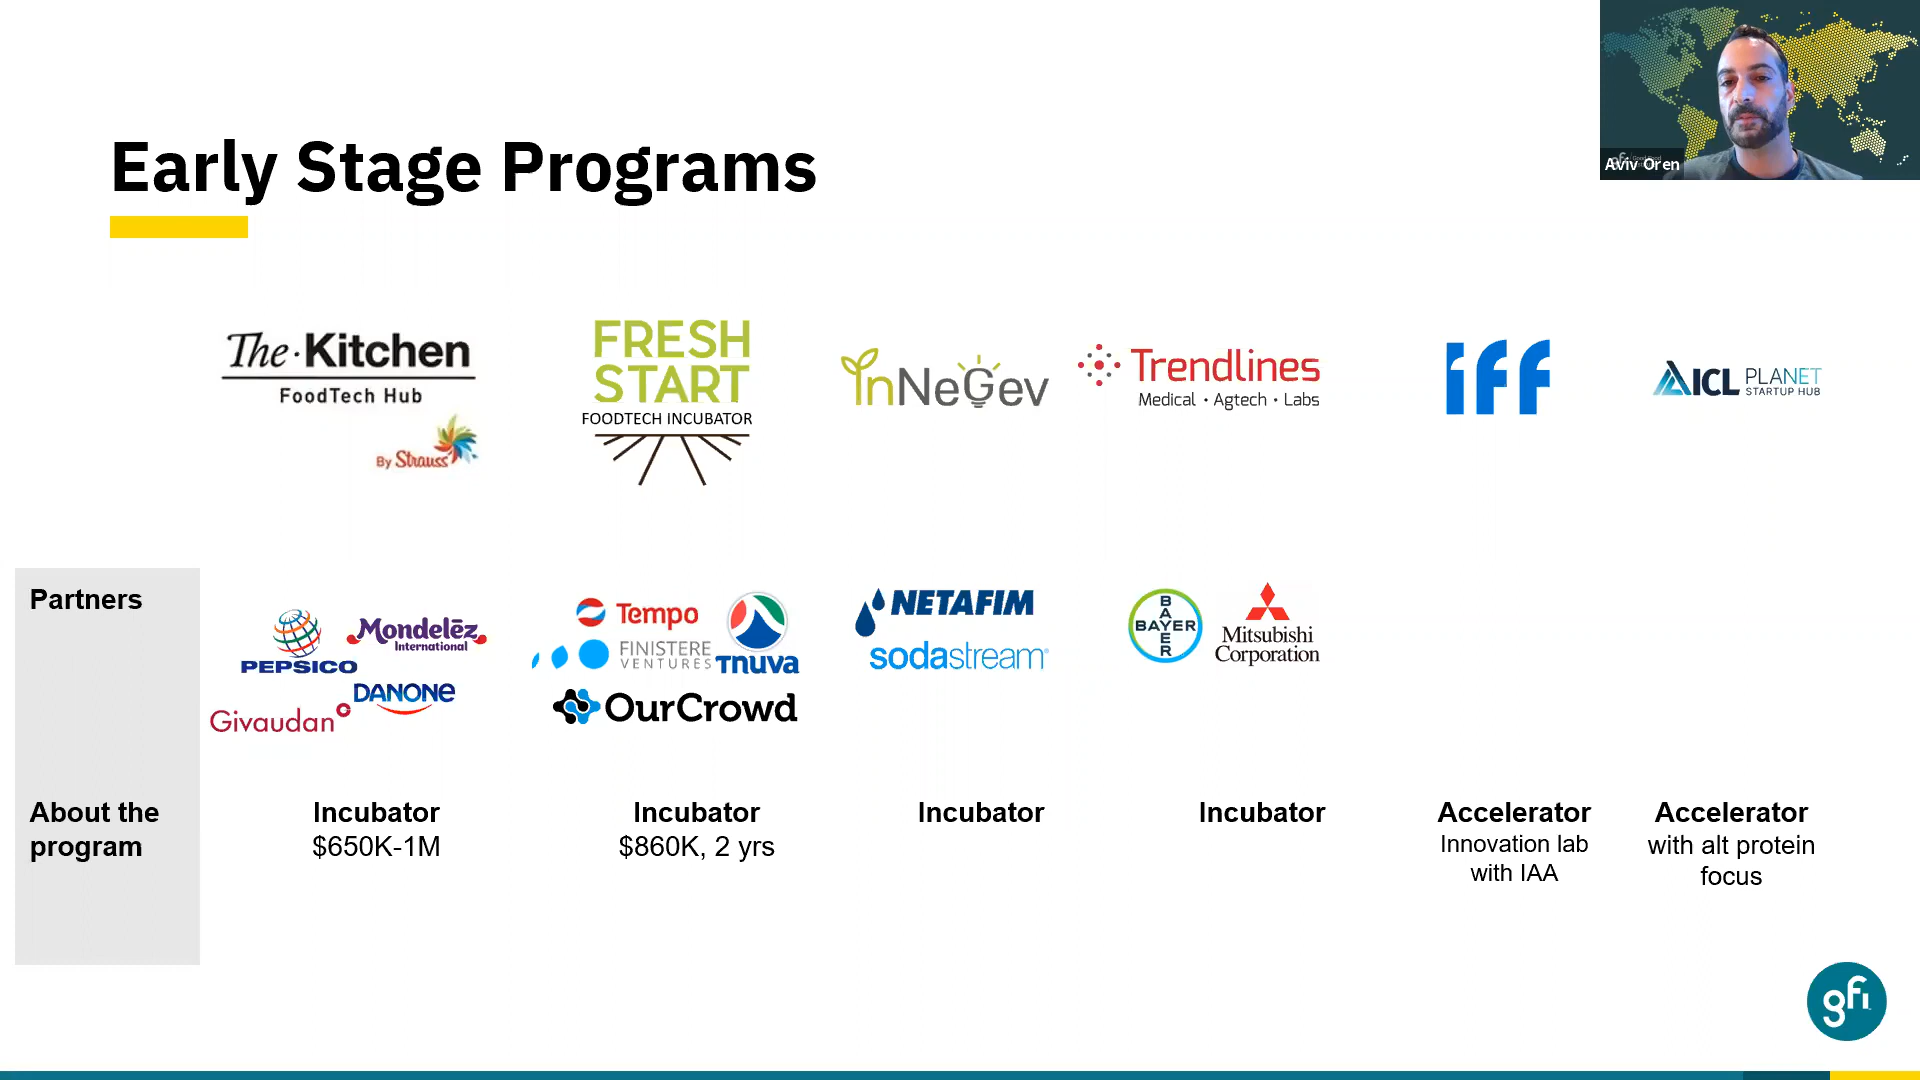 Aviv Oren
Early Stage Programs
The·Kitchen
FoodTech Hub
By Strauss
FRESH
START
FOODTECH INCUBATOR
inNeGev
Trendlines
Medical • Agtech • Labs
iff
ICL PLANET
STARTUP HUB
Partners
PEPSICO
Mondelēz
International
DANONE
Givaudan
Tempo
FINISTERE
VENTURES
TNUVA
OurCrowd
NETAFIM
sodastream
BAYER
BAYER
Mitsubishi
Corporation
About the
program
Incubator
$650K-1M
Incubator
$860K, 2 yrs
Incubator
Incubator
Accelerator
Innovation lab
with IAA
Accelerator
with alt protein
focus
gfi